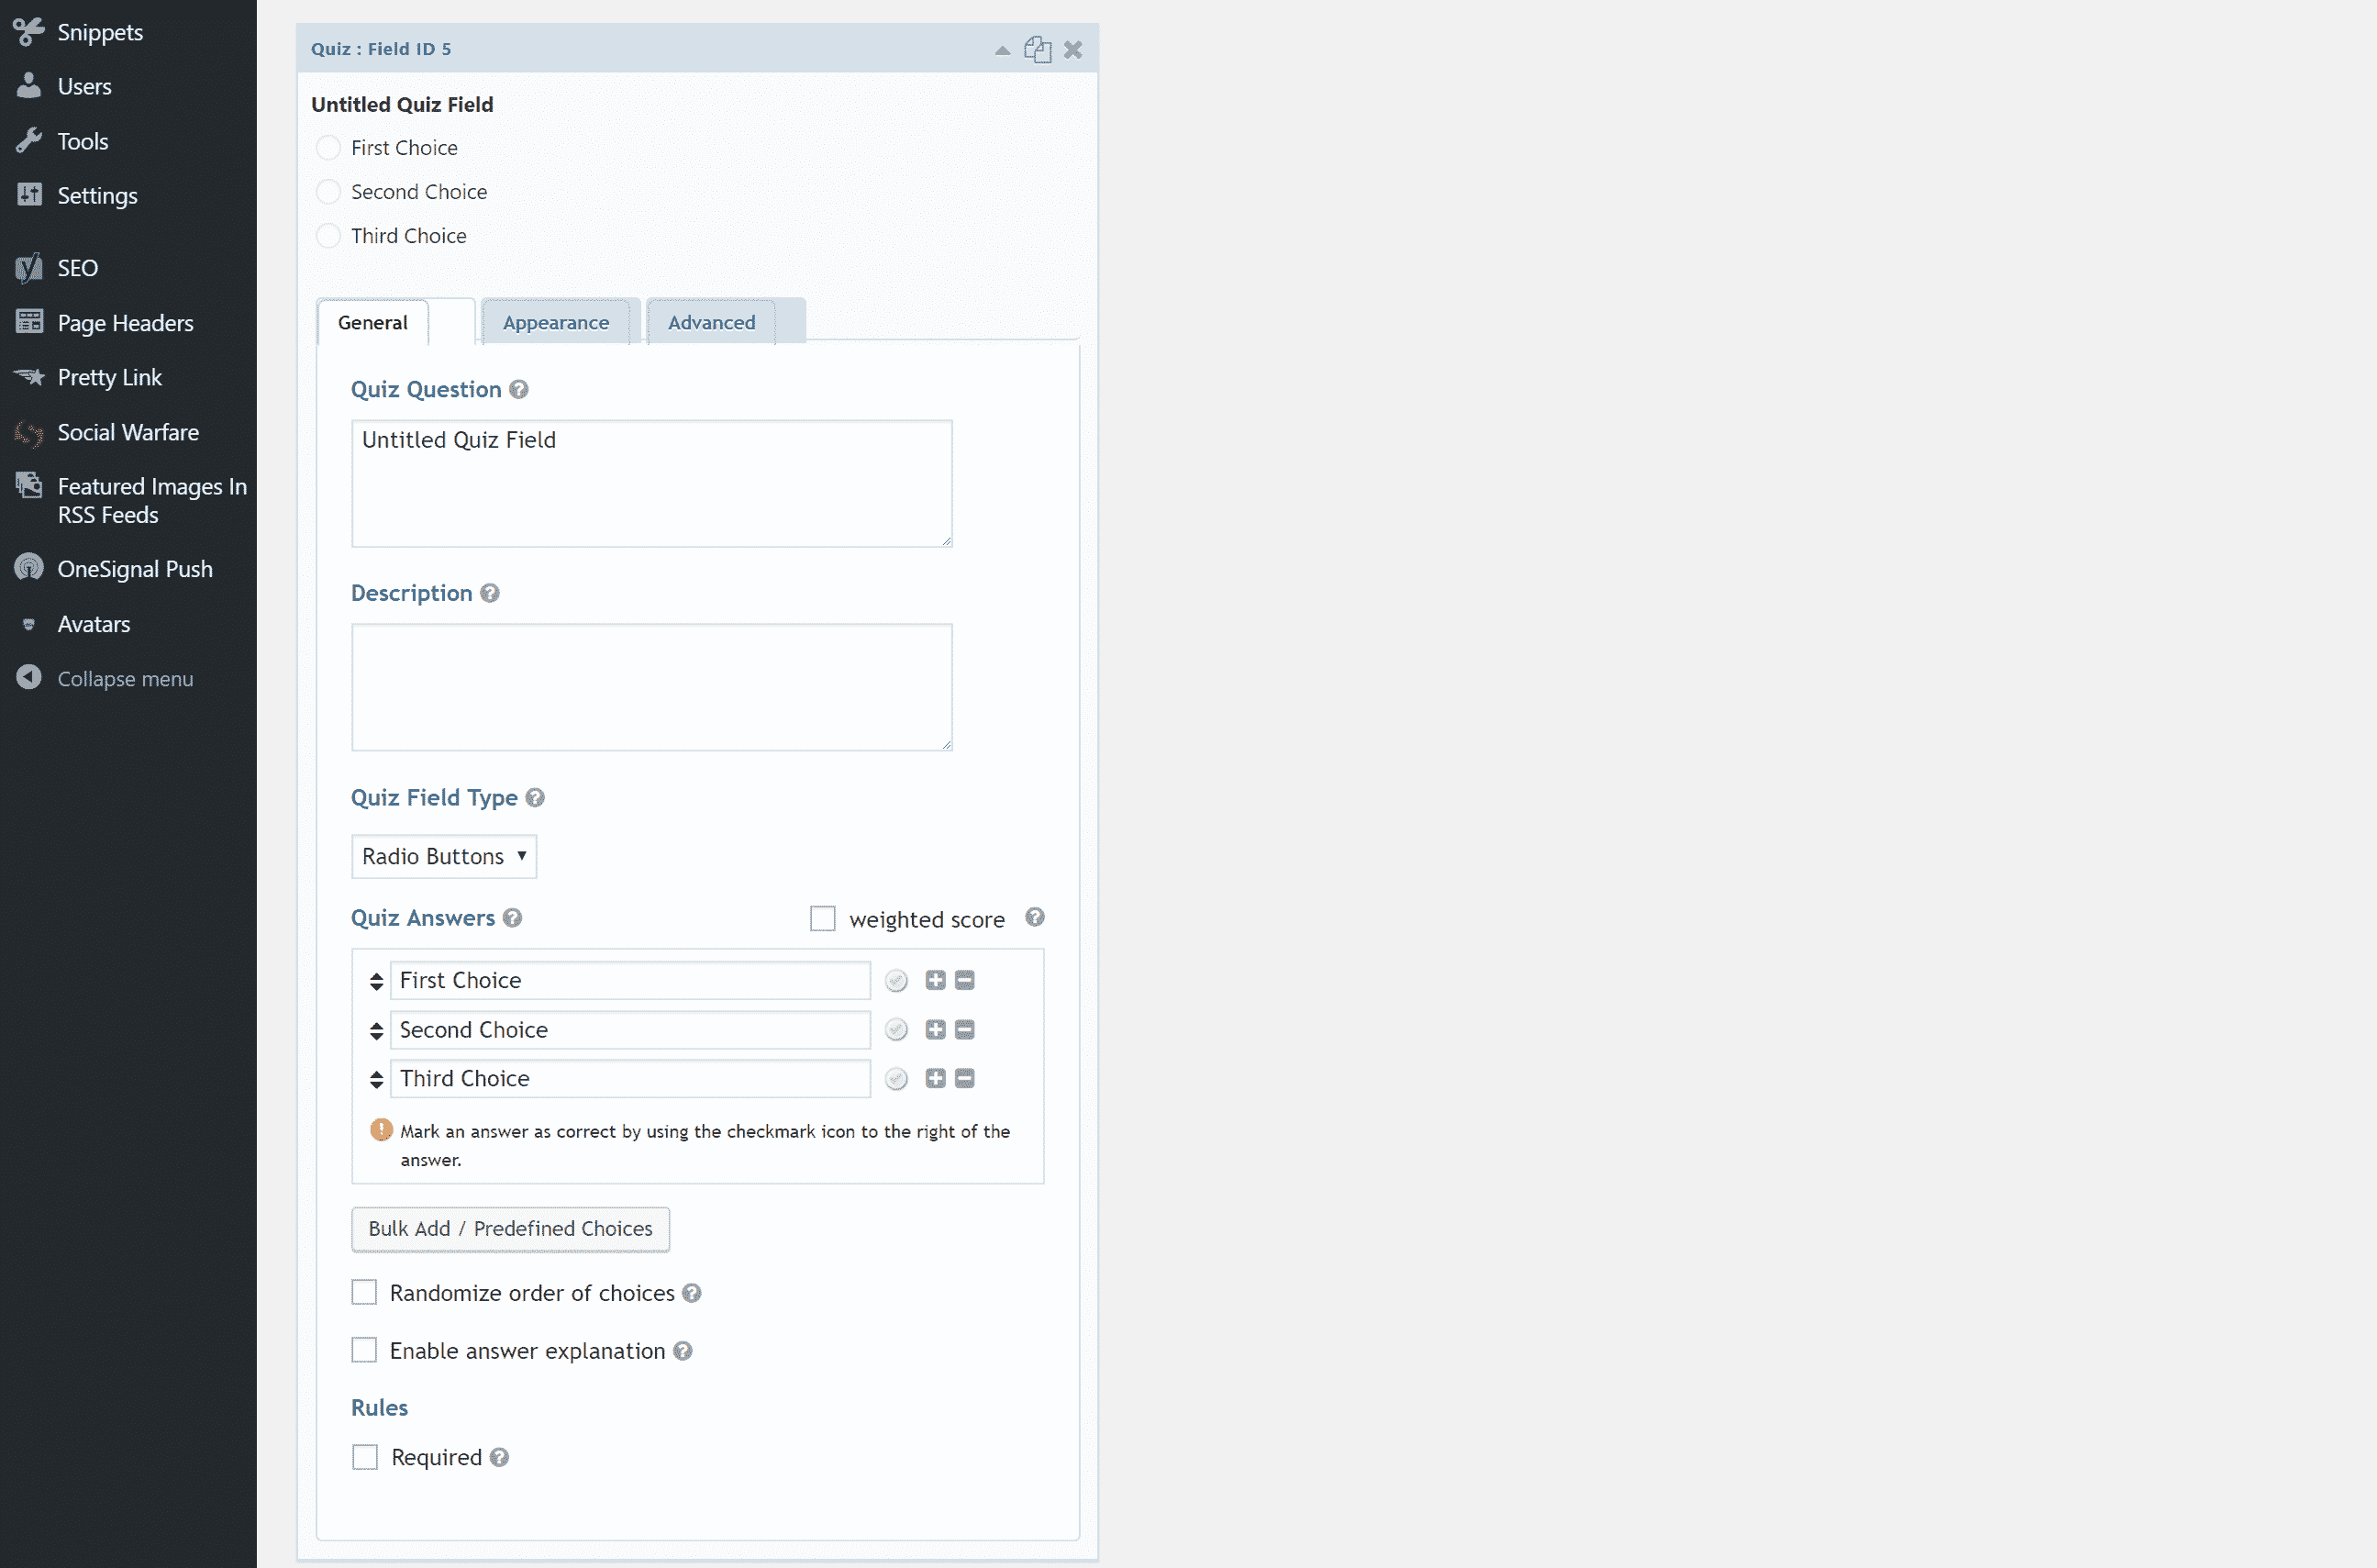 Snippets
Users
Tools
Settings
SEO
Page Headers
Pretty Link
Social Warfare
Featured Images In
RSS Feeds
OneSignal Push
Avatars
Collapse menu
Quiz : Field ID 5
Untitled Quiz Field
First Choice
Second Choice
Third Choice
General
Appearance
Advanced
Quiz Question
Untitled Quiz Field
Description
Quiz Field Type
Radio Buttons
Quiz Answers
weighted score
First Choice
Second Choice
Third Choice
Mark an answer as correct by using the checkmark icon to the right of the
answer.
Bulk Add / Predefined Choices
Randomize order of choices
Enable answer explanation
Rules
Required